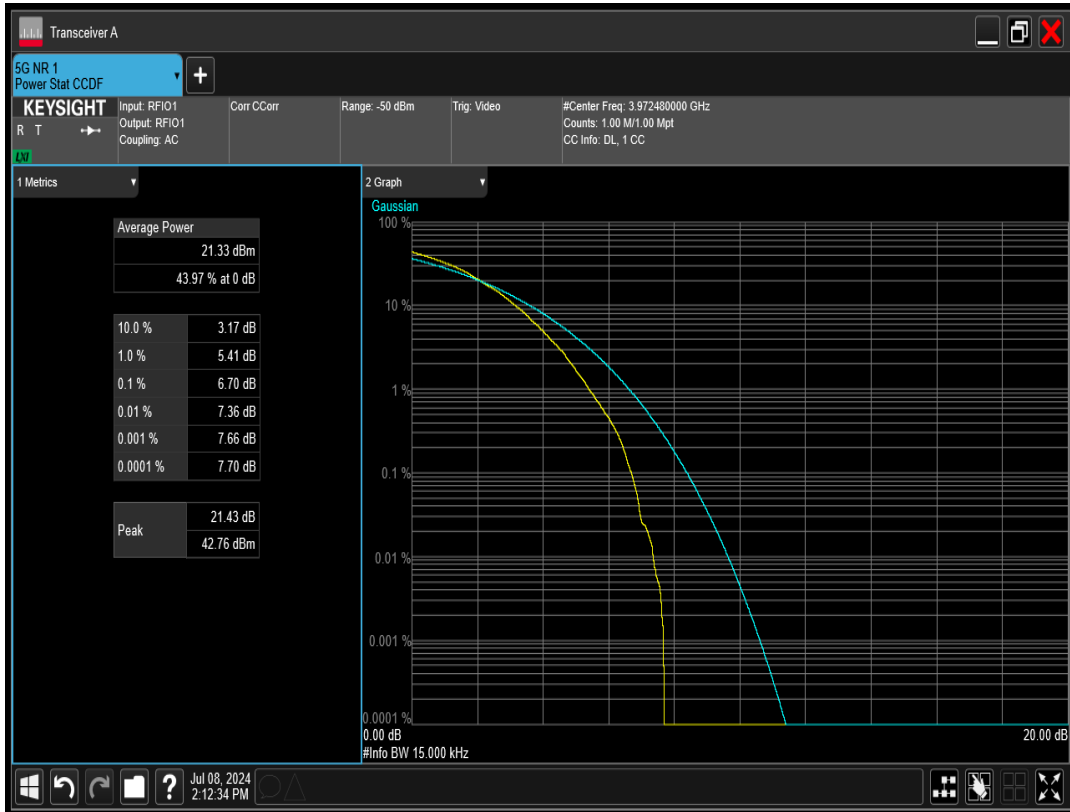 Transceiver A
5G NR 1
Power Stat CCDF
+
KEYSIGHT
R T
LXI
Input: RFIO1
Output: RFIO1
Coupling: AC
Corr CCorr
Range: -50 dBm
Trig: Video
#Center Freq: 3.972480000 GHz
Counts: 1.00 M/1.00 Mpt
CC Info: DL, 1 CC
1 Metrics
Average Power
21.33 dBm
43.97 % at 0 dB
10.0 % 3.17 dB
1.0 % 5.41 dB
0.1 % 6.70 dB
0.01 % 7.36 dB
0.001 % 7.66 dB
0.0001 % 7.70 dB
Peak
21.43 dB
42.76 dBm
2 Graph
Gaussian
100 %
10 %
1 %
0.1 %
0.01 %
0.001 %
0.0001 %
0.00 dB 20.00 dB
#Info BW 15.000 kHz
?
Jul 08, 2024
2:12:34 PM